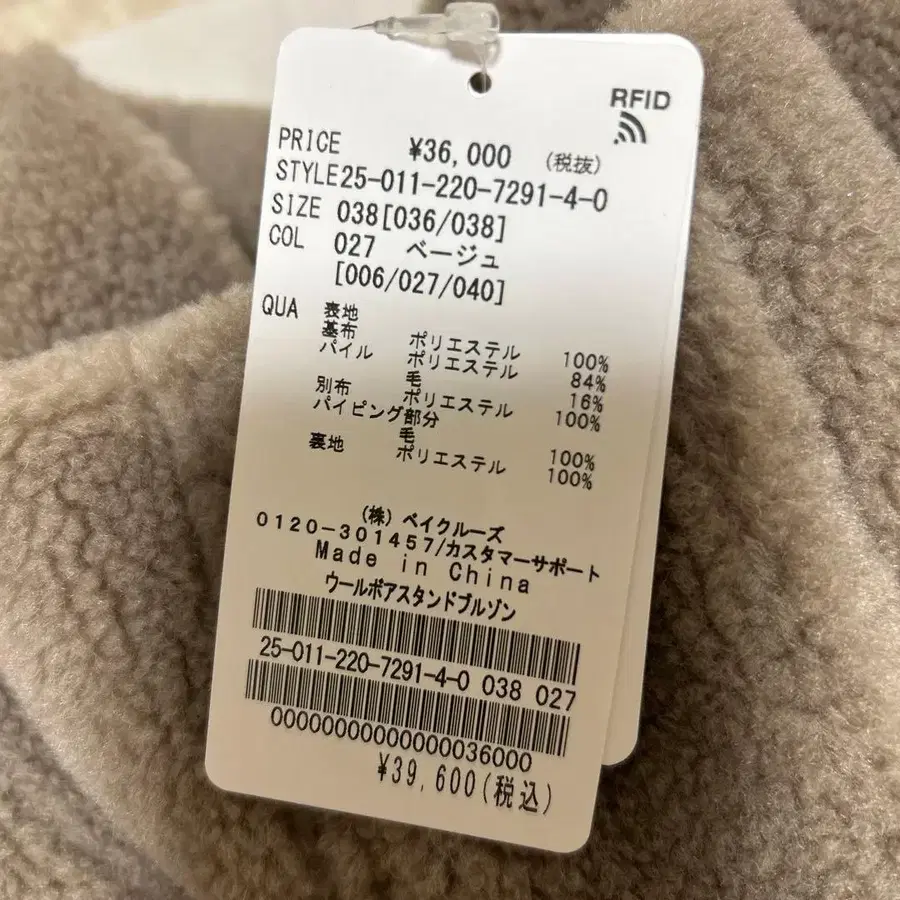 RFID
PRICE ¥36,000 (税抜)
STYLE25-011-220-7291-4-0
SIZE 038[036/038]
COL 027 ベージュ
[006/027/040]
QUA 表地
基布 ポリエステル 100%
パイル ポリエステル 84%
毛 16%
別布 ポリエステル 100%
パイピング部分
毛 100%
裏地 ポリエステル 100%
(株)ベイクルーズ
0120-301457/カスタマーサポート
Made in China
ウールボアスタンドブルゾン
25-011-220-7291-4-0 038 027
0000000000000036000
¥39,600(税込)